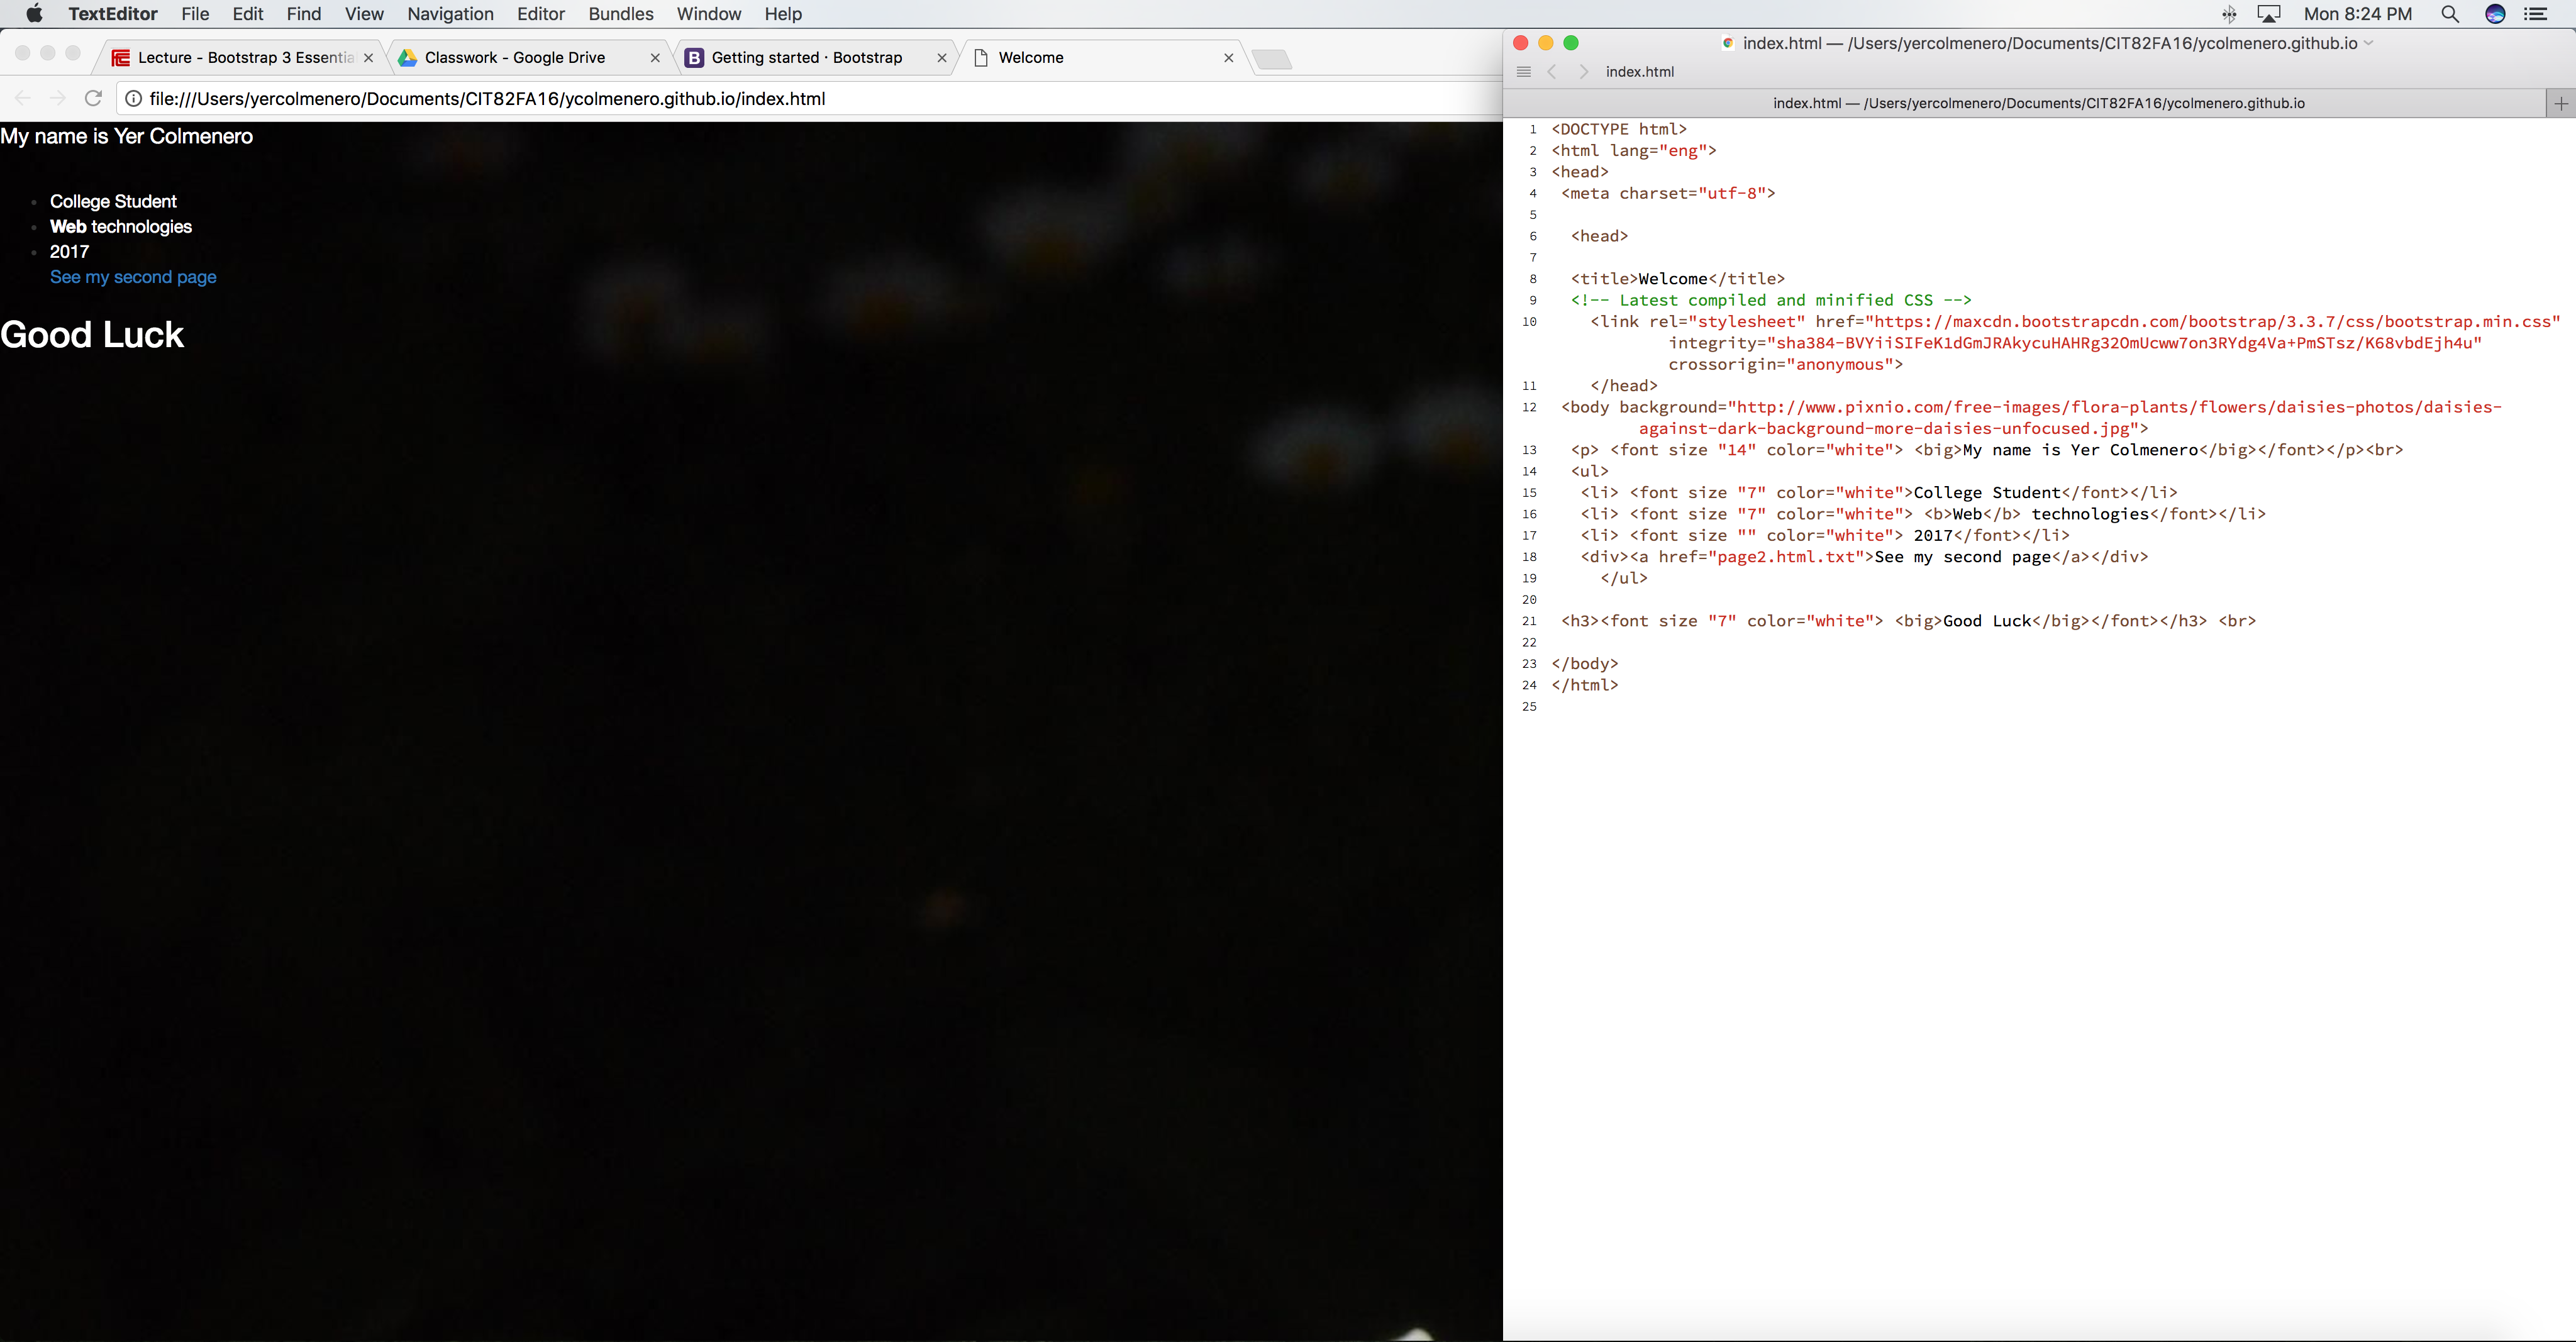 TextEditor File Edit Find View Navigation Editor Bundles Window Help Mon 8:24 PM
Lecture - Bootstrap 3 Essentia Classwork - Google Drive Getting started · Bootstrap Welcome
file:///Users/yercolmenero/Documents/CIT82FA16/ycolmenero.github.io/index.html
My name is Yer Colmenero
College Student
Web technologies
2017
See my second page
Good Luck
index.html — /Users/yercolmenero/Documents/CIT82FA16/ycolmenero.github.io
index.html
index.html — /Users/yercolmenero/Documents/CIT82FA16/ycolmenero.github.io
1 <DOCTYPE html>
2 <html lang="eng">
3 <head>
4 <meta charset="utf-8">
5
6 <head>
7
8 <title>Welcome</title>
9 <!-- Latest compiled and minified CSS -->
10 <link rel="stylesheet" href="https://maxcdn.bootstrapcdn.com/bootstrap/3.3.7/css/bootstrap.min.css"
integrity="sha384-BVYiiSIFeK1dGmJRAkycuHAHRg32OmUcww7on3RYdg4Va+PmSTsz/K68vbdEjh4u"
crossorigin="anonymous">
11 </head>
12 <body background="http://www.pixnio.com/free-images/flora-plants/flowers/daisies-photos/daisies-
against-dark-background-more-daisies-unfocused.jpg">
13 <p> <font size "14" color="white"> <big>My name is Yer Colmenero</big></font></p><br>
14 <ul>
15 <li> <font size "7" color="white">College Student</font></li>
16 <li> <font size "7" color="white"> <b>Web</b> technologies</font></li>
17 <li> <font size "" color="white"> 2017</font></li>
18 <div><a href="page2.html.txt">See my second page</a></div>
19 </ul>
20
21 <h3><font size "7" color="white"> <big>Good Luck</big></font></h3> <br>
22
23 </body>
24 </html>
25